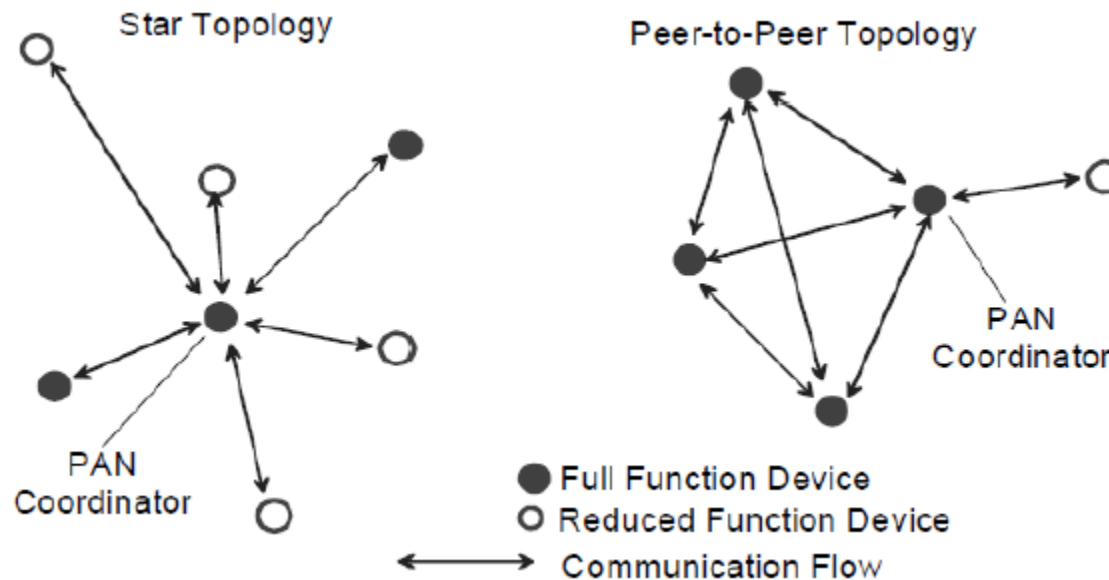 Star Topology
Peer-to-Peer Topology
PAN
Coordinator
PAN
Coordinator
Full Function Device
Reduced Function Device
Communication Flow